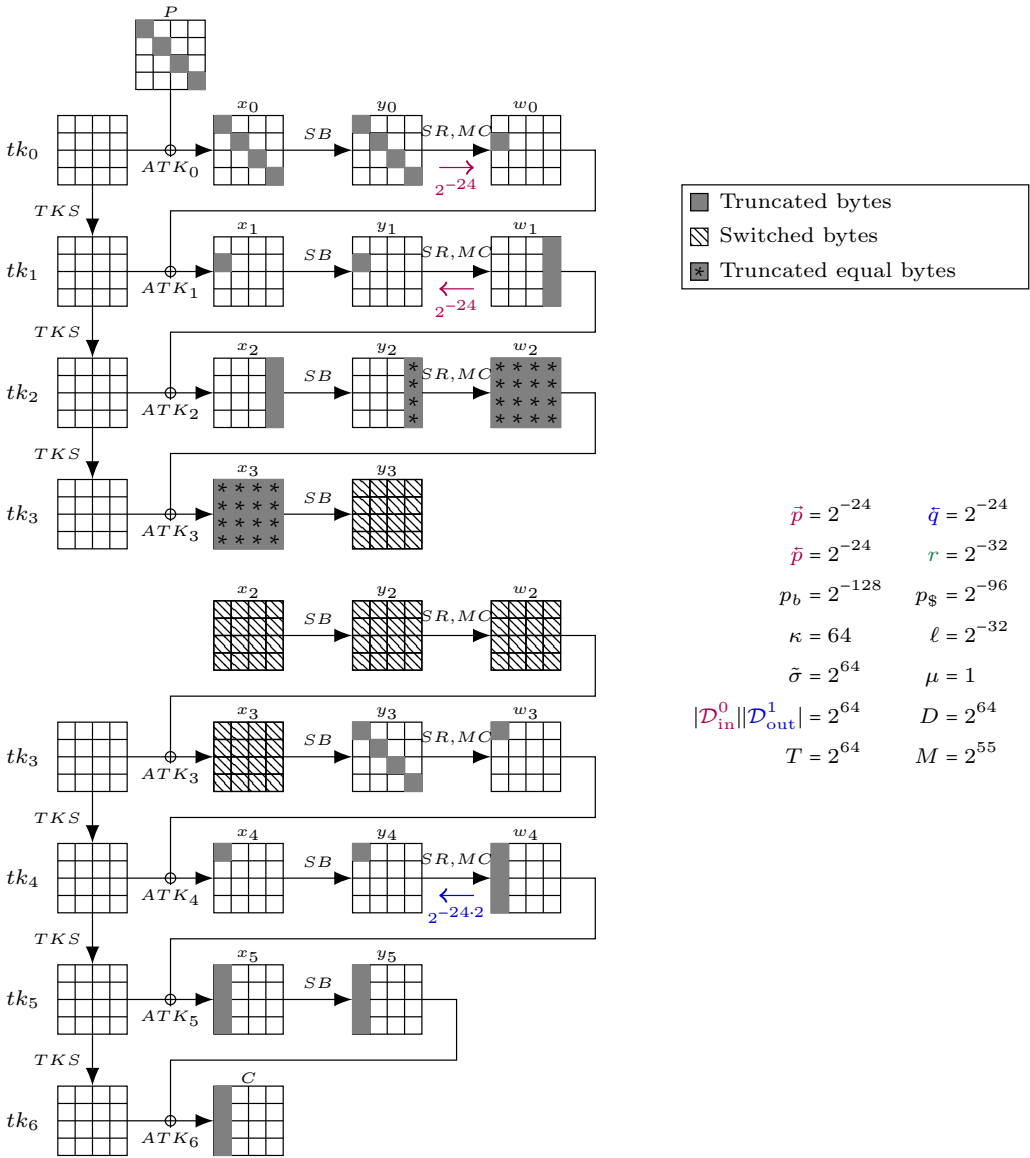 P
x₀ y₀ w₀
tk₀ ATK₀ SB SR, MC
2⁻²⁴
TKS
x₁ y₁ w₁
tk₁ ATK₁ SB SR, MC
2⁻²⁴
TKS
x₂ y₂ w₂
* * * * *
* * * * *
* * * * *
* * * * *
tk₂ ATK₂ SB SR, MC
TKS
x₃ y₃
* * * *
* * * *
* * * *
* * * *
tk₃ ATK₃ SB
Truncated bytes
Switched bytes
* Truncated equal bytes
x₂ y₂ w₂
SB SR, MC
x₃ y₃ w₃
tk₃ ATK₃ SB SR, MC
TKS
x₄ y₄ w₄
tk₄ ATK₄ SB SR, MC
2⁻²⁴·²
TKS
x₅ y₅
tk₅ ATK₅ SB
TKS
C
tk₆ ATK₆
p⃗ = 2⁻²⁴ q⃖ = 2⁻²⁴
p⃖ = 2⁻²⁴ r = 2⁻³²
p_b = 2⁻¹²⁸ p_$ = 2⁻⁹⁶
κ = 64 ℓ = 2⁻³²
σ̃ = 2⁶⁴ μ = 1
|𝒟⁰ᵢₙ||𝒟¹ₒᵤₜ| = 2⁶⁴ D = 2⁶⁴
T = 2⁶⁴ M = 2⁵⁵